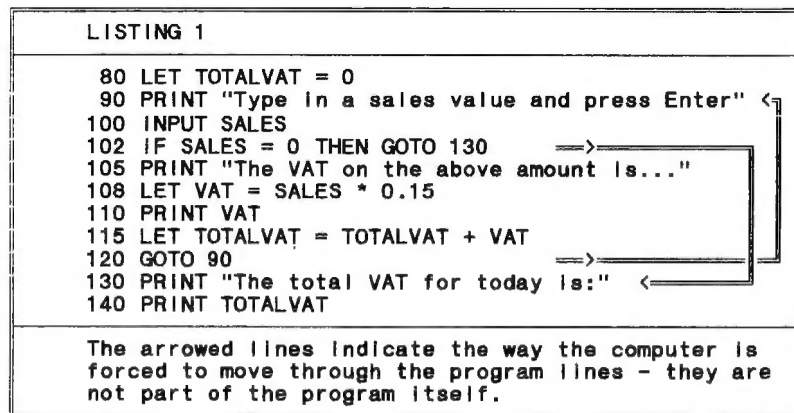 LISTING 1
80 LET TOTALVAT = 0
90 PRINT "Type in a sales value and press Enter" <
100 INPUT SALES
102 IF SALES = 0 THEN GOTO 130 ==>
105 PRINT "The VAT on the above amount is..."
108 LET VAT = SALES * 0.15
110 PRINT VAT
115 LET TOTALVAT = TOTALVAT + VAT
120 GOTO 90 ==>
130 PRINT "The total VAT for today is:" <
140 PRINT TOTALVAT
The arrowed lines indicate the way the computer is
forced to move through the program lines - they are
not part of the program itself.